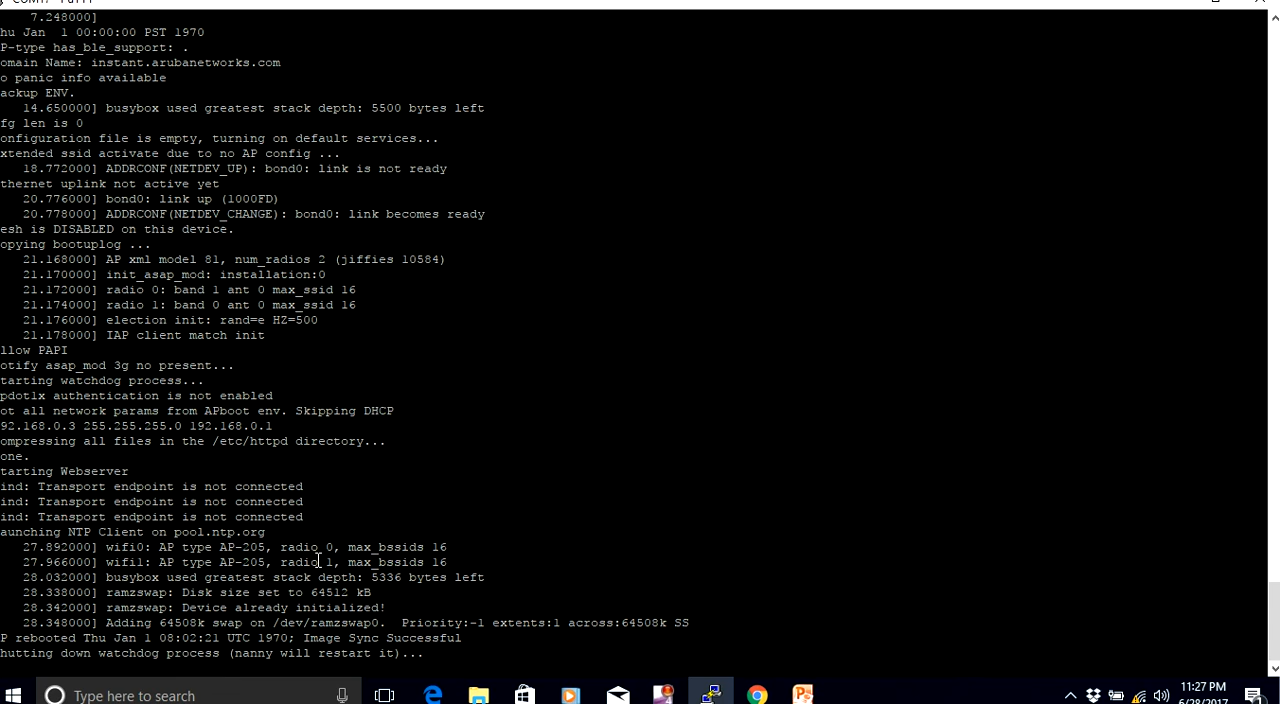 7.248000]
hu Jan  1 00:00:00 PST 1970
P-type has_ble_support: .
omain Name: instant.arubanetworks.com
o panic info available
ackup ENV.
14.650000] busybox used greatest stack depth: 5500 bytes left
fg len is 0
onfiguration file is empty, turning on default services...
xtended ssid activate due to no AP config ...
18.772000] ADDRCONF(NETDEV_UP): bond0: link is not ready
thernet uplink not active yet
20.776000] bond0: link up (1000FD)
20.778000] ADDRCONF(NETDEV_CHANGE): bond0: link becomes ready
esh is DISABLED on this device.
opying bootuplog ...
21.168000] AP xml model 81, num_radios 2 (jiffies 10584)
21.170000] init_asap_mod: installation:0
21.172000] radio 0: band 1 ant 0 max_ssid 16
21.174000] radio 1: band 0 ant 0 max_ssid 16
21.176000] election init: rand=e HZ=500
21.178000] IAP client match init
llow PAPI
otify asap_mod 3g no present...
tarting watchdog process...
pdot1x authentication is not enabled
ot all network params from APboot env. Skipping DHCP
92.168.0.3 255.255.255.0 192.168.0.1
ompressing all files in the /etc/httpd directory...
one.
tarting Webserver
ind: Transport endpoint is not connected
ind: Transport endpoint is not connected
ind: Transport endpoint is not connected
aunching NTP Client on pool.ntp.org
27.892000] wifi0: AP type AP-205, radio 0, max_bssids 16
27.966000] wifi1: AP type AP-205, radio 1, max_bssids 16
28.032000] busybox used greatest stack depth: 5336 bytes left
28.338000] ramzswap: Disk size set to 64512 kB
28.342000] ramzswap: Device already initialized!
28.348000] Adding 64508k swap on /dev/ramzswap0.  Priority:-1 extents:1 across:64508k SS
P rebooted Thu Jan 1 08:02:21 UTC 1970; Image Sync Successful
hutting down watchdog process (nanny will restart it)...
Type here to search
11:27 PM
6/28/2017